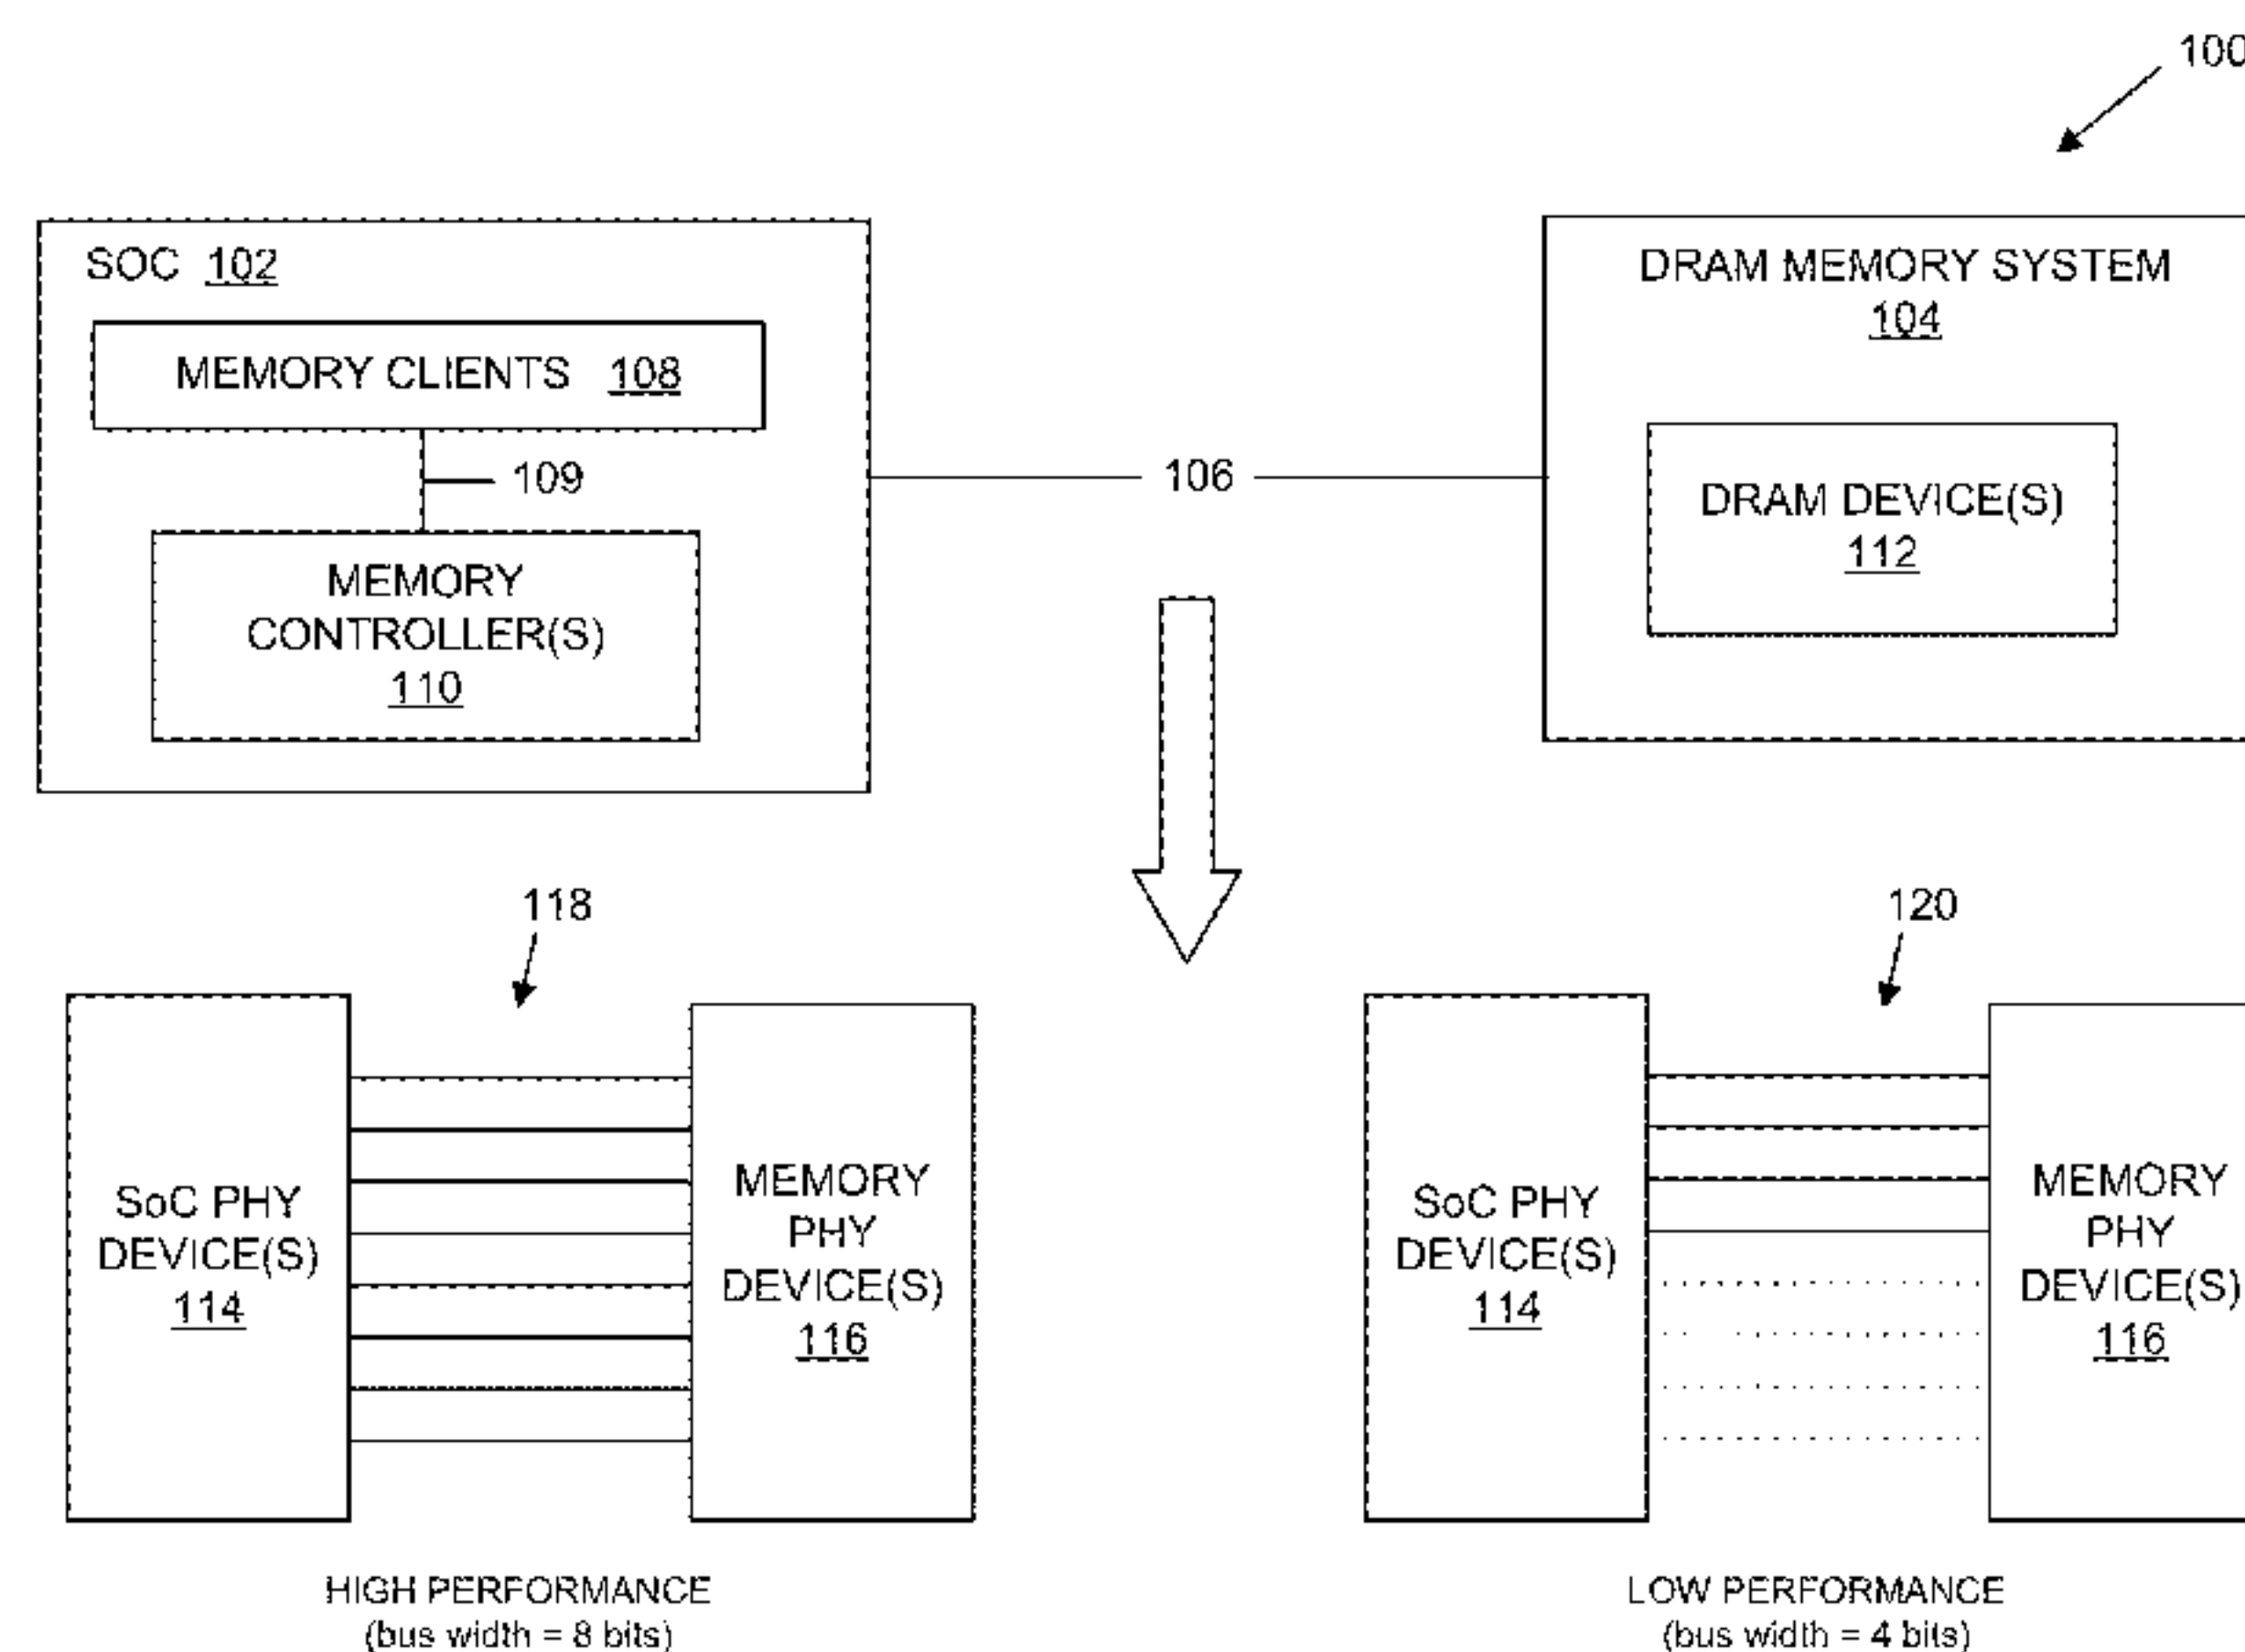 100
SOC 102
MEMORY CLIENTS 108
109
MEMORY
CONTROLLER(S)
110
106
DRAM MEMORY SYSTEM
104
DRAM DEVICE(S)
112
118
SoC PHY
DEVICE(S)
114
MEMORY
PHY
DEVICE(S)
116
HIGH PERFORMANCE
(bus width = 8 bits)
120
SoC PHY
DEVICE(S)
114
MEMORY
PHY
DEVICE(S)
116
LOW PERFORMANCE
(bus width = 4 bits)